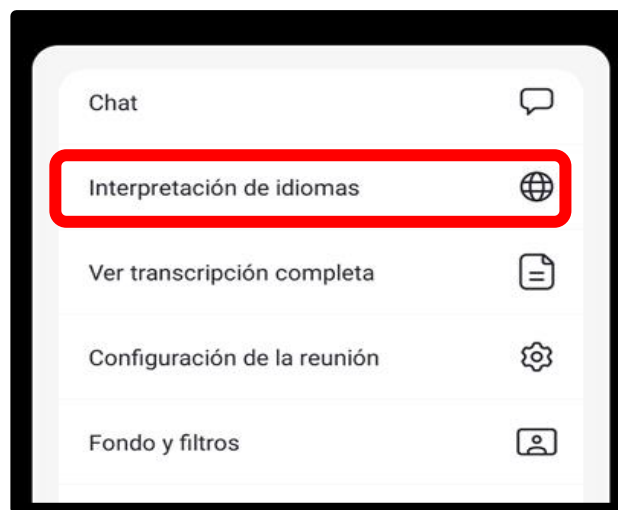 Chat
Interpretación de idiomas
Ver transcripción completa
Configuración de la reunión
Fondo y filtros